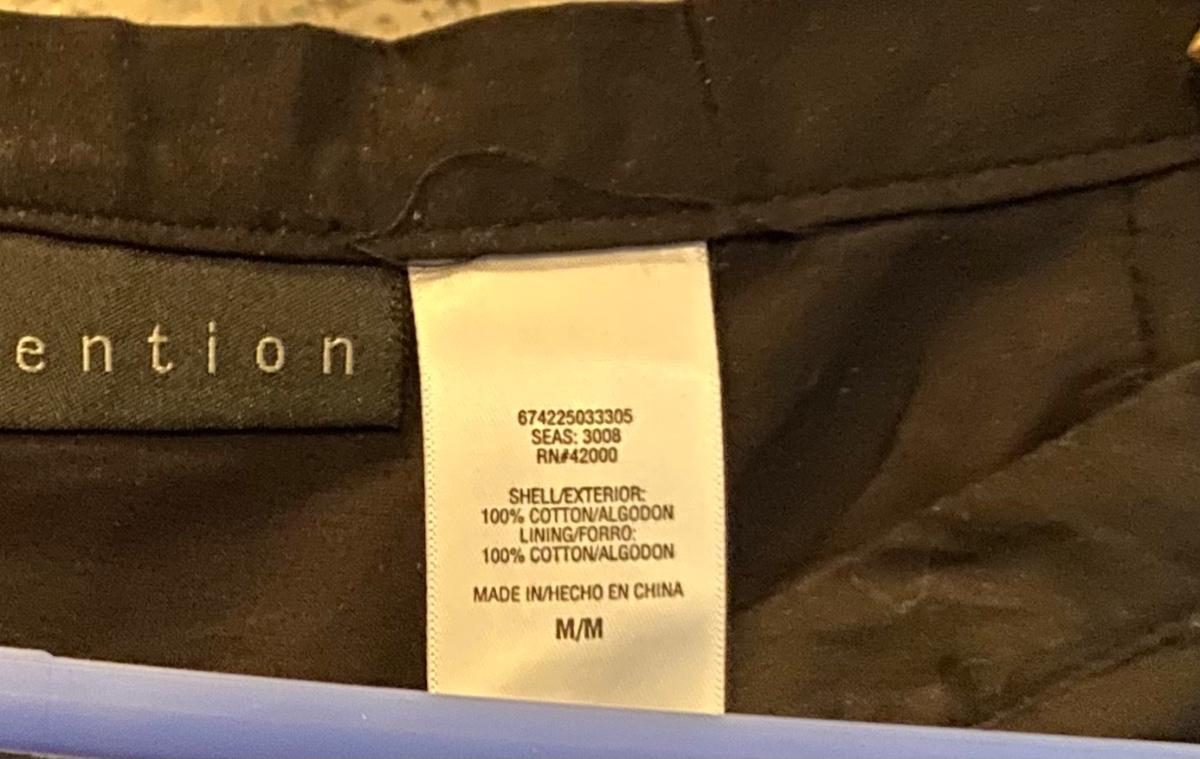 ention
674225033305
SEAS: 3008
RN#42000
SHELL/EXTERIOR:
100% COTTON/ALGODON
LINING/FORRO:
100% COTTON/ALGODON
MADE IN/HECHO EN CHINA
M/M